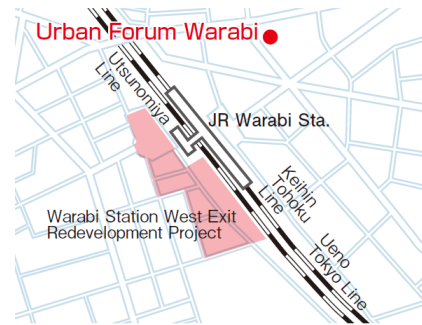 Urban Forum Warabi
Utsunomiya
Line
JR Warabi Sta.
Keihin
Tohoku
Line
Warabi Station West Exit
Redevelopment Project
Ueno
Tokyo Line